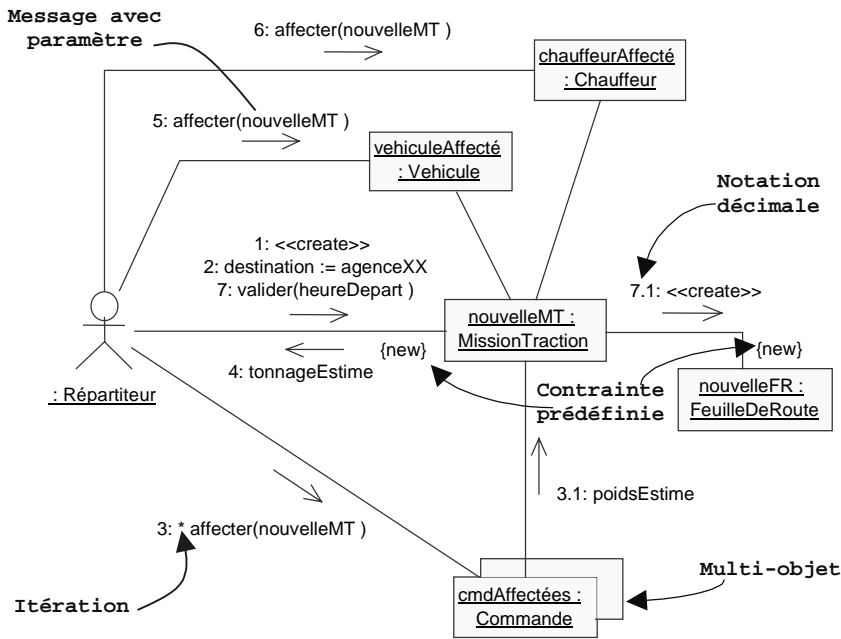 Message avec
paramètre
6: affecter(nouvelleMT )
chauffeurAffecté
: Chauffeur
5: affecter(nouvelleMT )
vehiculeAffecté
: Vehicule
Notation
décimale
1: <<create>>
2: destination := agenceXX
7: valider(heureDepart )
7.1: <<create>>
nouvelleMT :
MissionTraction
{new}
{new}
4: tonnageEstime
: Répartiteur
Contrainte
prédéfinie
nouvelleFR :
FeuilleDeRoute
3.1: poidsEstime
3: * affecter(nouvelleMT )
Multi-objet
cmdAffectées :
Commande
Itération